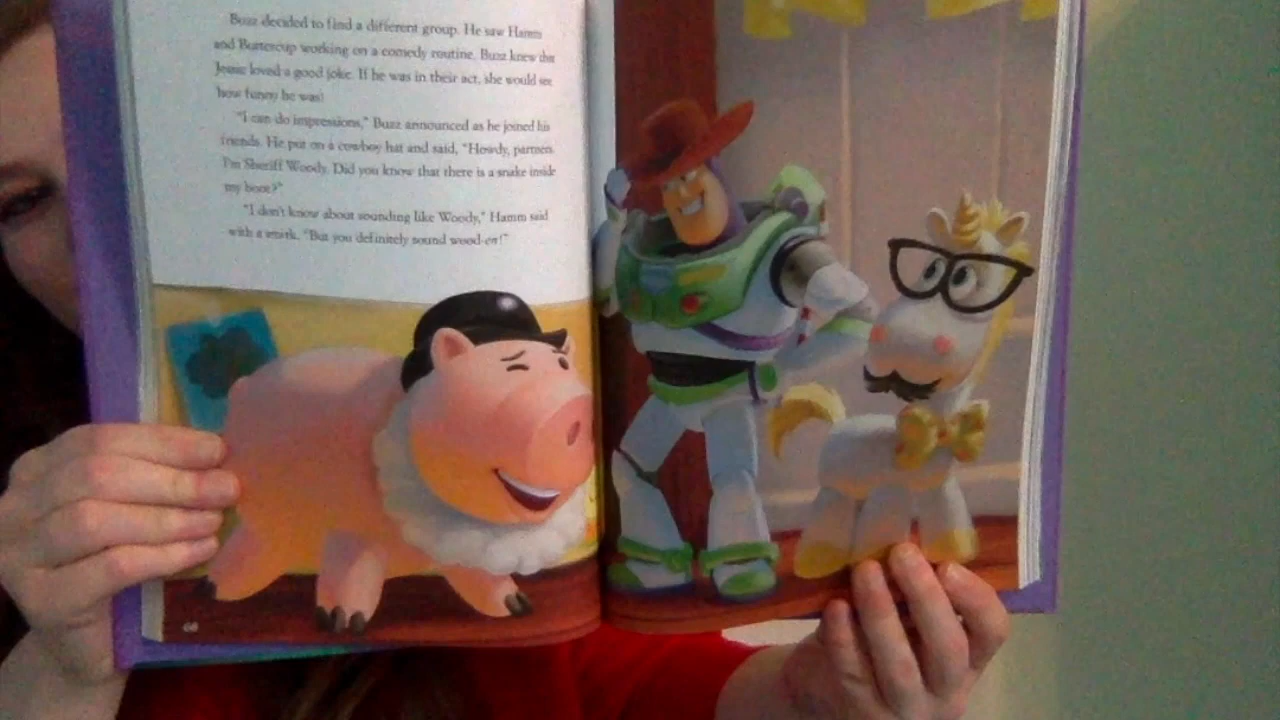 Buzz decided to find a different group. He saw Hamm
and Buttercup working on a comedy routine. Buzz knew that
Jessie loved a good joke. If he was in their act, she would see
how funny he was!
"I can do impressions," Buzz announced as he joined his
friends. He put on a cowboy hat and said, "Howdy, partners.
I'm Sheriff Woody. Did you know that there is a snake inside
my boot?"
"I don't know about sounding like Woody," Hamm said
with a smirk. "But you definitely sound wood-en!"
68